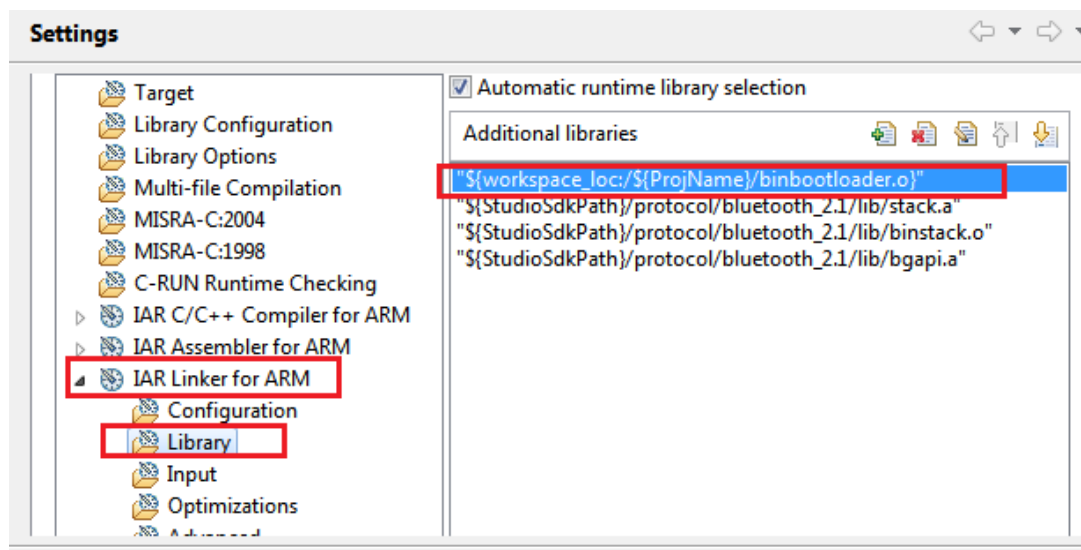 Settings
Target
Library Configuration
Library Options
Multi-file Compilation
MISRA-C:2004
MISRA-C:1998
C-RUN Runtime Checking
IAR C/C++ Compiler for ARM
IAR Assembler for ARM
IAR Linker for ARM
Configuration
Library
Input
Optimizations
Advanced
Automatic runtime library selection
Additional libraries
"${workspace_loc:/${ProjName}/binbootloader.o}"
"${StudioSdkPath}/protocol/bluetooth_2.1/lib/stack.a"
"${StudioSdkPath}/protocol/bluetooth_2.1/lib/binstack.o"
"${StudioSdkPath}/protocol/bluetooth_2.1/lib/bgapi.a"